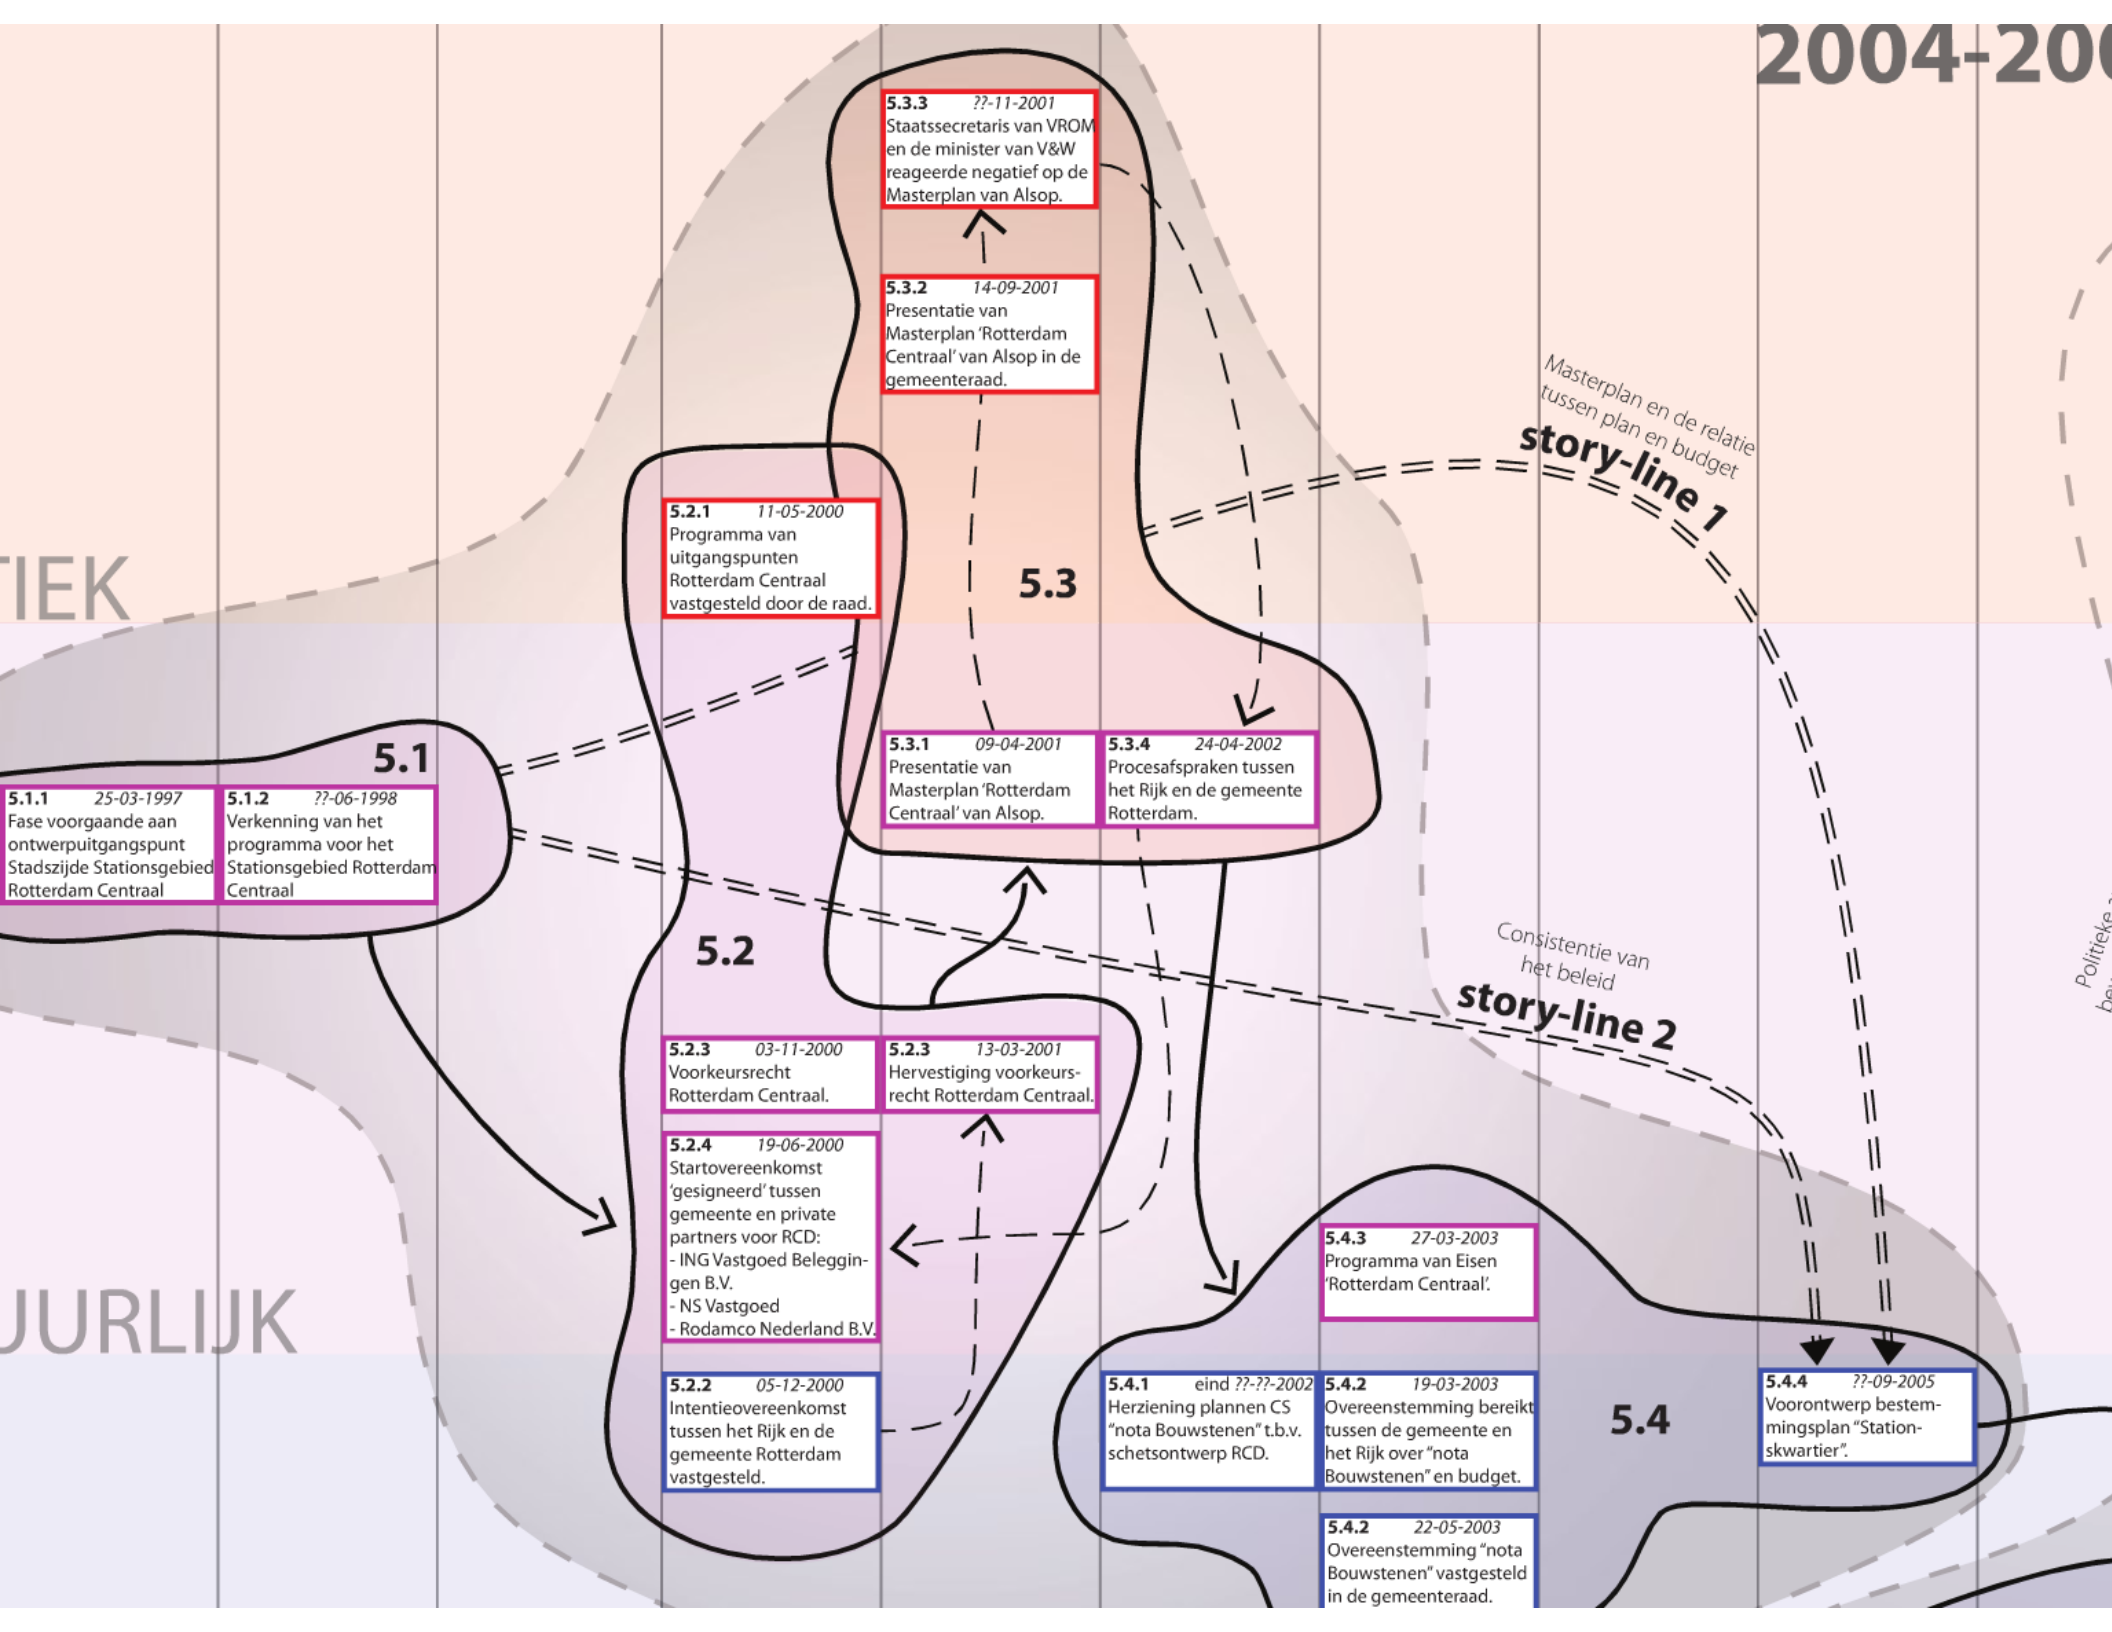 2004-200
5.3.3 ??-11-2001
Staatssecretaris van VROM
en de minister van V&W
reageerde negatief op de
Masterplan van Alsop.
5.3.2 14-09-2001
Presentatie van
Masterplan ‘Rotterdam
Centraal’ van Alsop in de
gemeenteraad.
Masterplan en de relatie
tussen plan en budget
story-line 1
5.2.1 11-05-2000
Programma van
uitgangspunten
Rotterdam Centraal
vastgesteld door de raad.
TIEK
5.3
5.3.1 09-04-2001
Presentatie van
Masterplan ‘Rotterdam
Centraal’ van Alsop.
5.3.4 24-04-2002
Procesafspraken tussen
het Rijk en de gemeente
Rotterdam.
5.1
5.1.1 25-03-1997
Fase voorgaande aan
ontwerpuitgangspunt
Stadszijde Stationsgebied
Rotterdam Centraal
5.1.2 ??-06-1998
Verkenning van het
programma voor het
Stationsgebied Rotterdam
Centraal
5.2
Consistentie van
het beleid
story-line 2
Politieke
5.2.3 03-11-2000
Voorkeursrecht
Rotterdam Centraal.
5.2.3 13-03-2001
Hervestiging voorkeurs-
recht Rotterdam Centraal.
5.2.4 19-06-2000
Startovereenkomst
‘gesigneerd’ tussen
gemeente en private
partners voor RCD:
- ING Vastgoed Beleggin-
gen B.V.
- NS Vastgoed
- Rodamco Nederland B.V.
UURLIJK
5.4.3 27-03-2003
Programma van Eisen
‘Rotterdam Centraal’.
5.2.2 05-12-2000
Intentieovereenkomst
tussen het Rijk en de
gemeente Rotterdam
vastgesteld.
5.4.1 eind ??-??-2002
Herziening plannen CS
“nota Bouwstenen” t.b.v.
schetsontwerp RCD.
5.4.2 19-03-2003
Overeenstemming bereikt
tussen de gemeente en
het Rijk over “nota
Bouwstenen” en budget.
5.4
5.4.4 ??-09-2005
Voorontwerp bestem-
mingsplan “Station-
skwartier”.
5.4.2 22-05-2003
Overeenstemming “nota
Bouwstenen” vastgesteld
in de gemeenteraad.